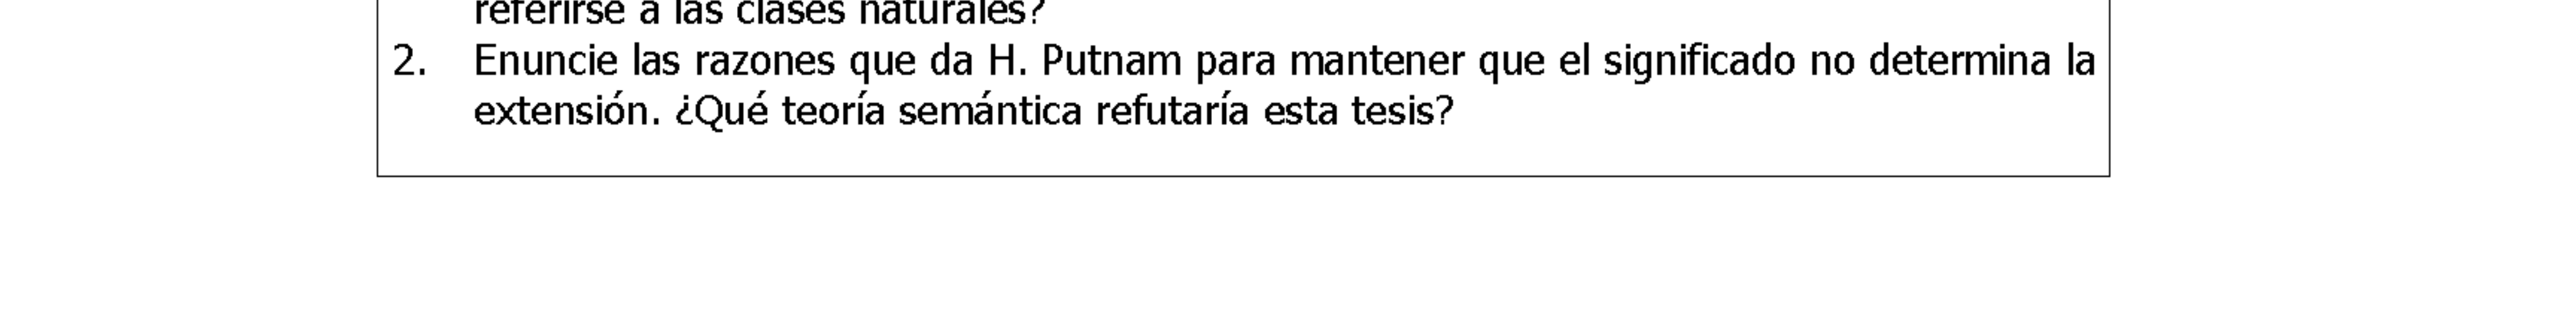 referirse a las clases naturales?
2. Enuncie las razones que da H. Putnam para mantener que el significado no determina la
extensión. ¿Qué teoría semántica refutaría esta tesis?